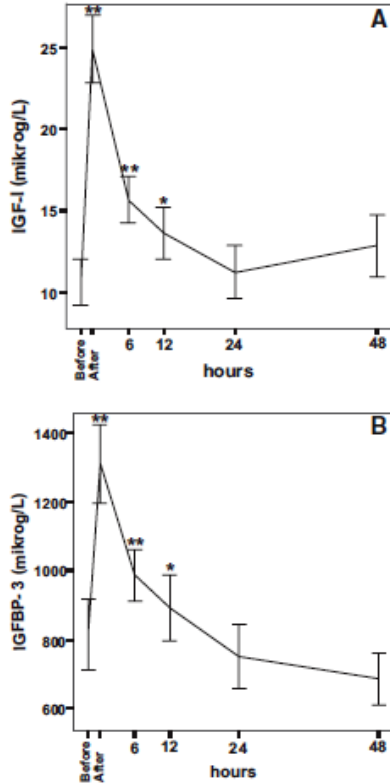 A
IGF-I (mikrog/L)
25
20
15
10
**
**
*
Before
After
6
12
24
48
hours
B
IGFBP- 3 (mikrog/L)
1400
1200
1000
800
600
**
**
*
Before
After
6
12
24
48
hours